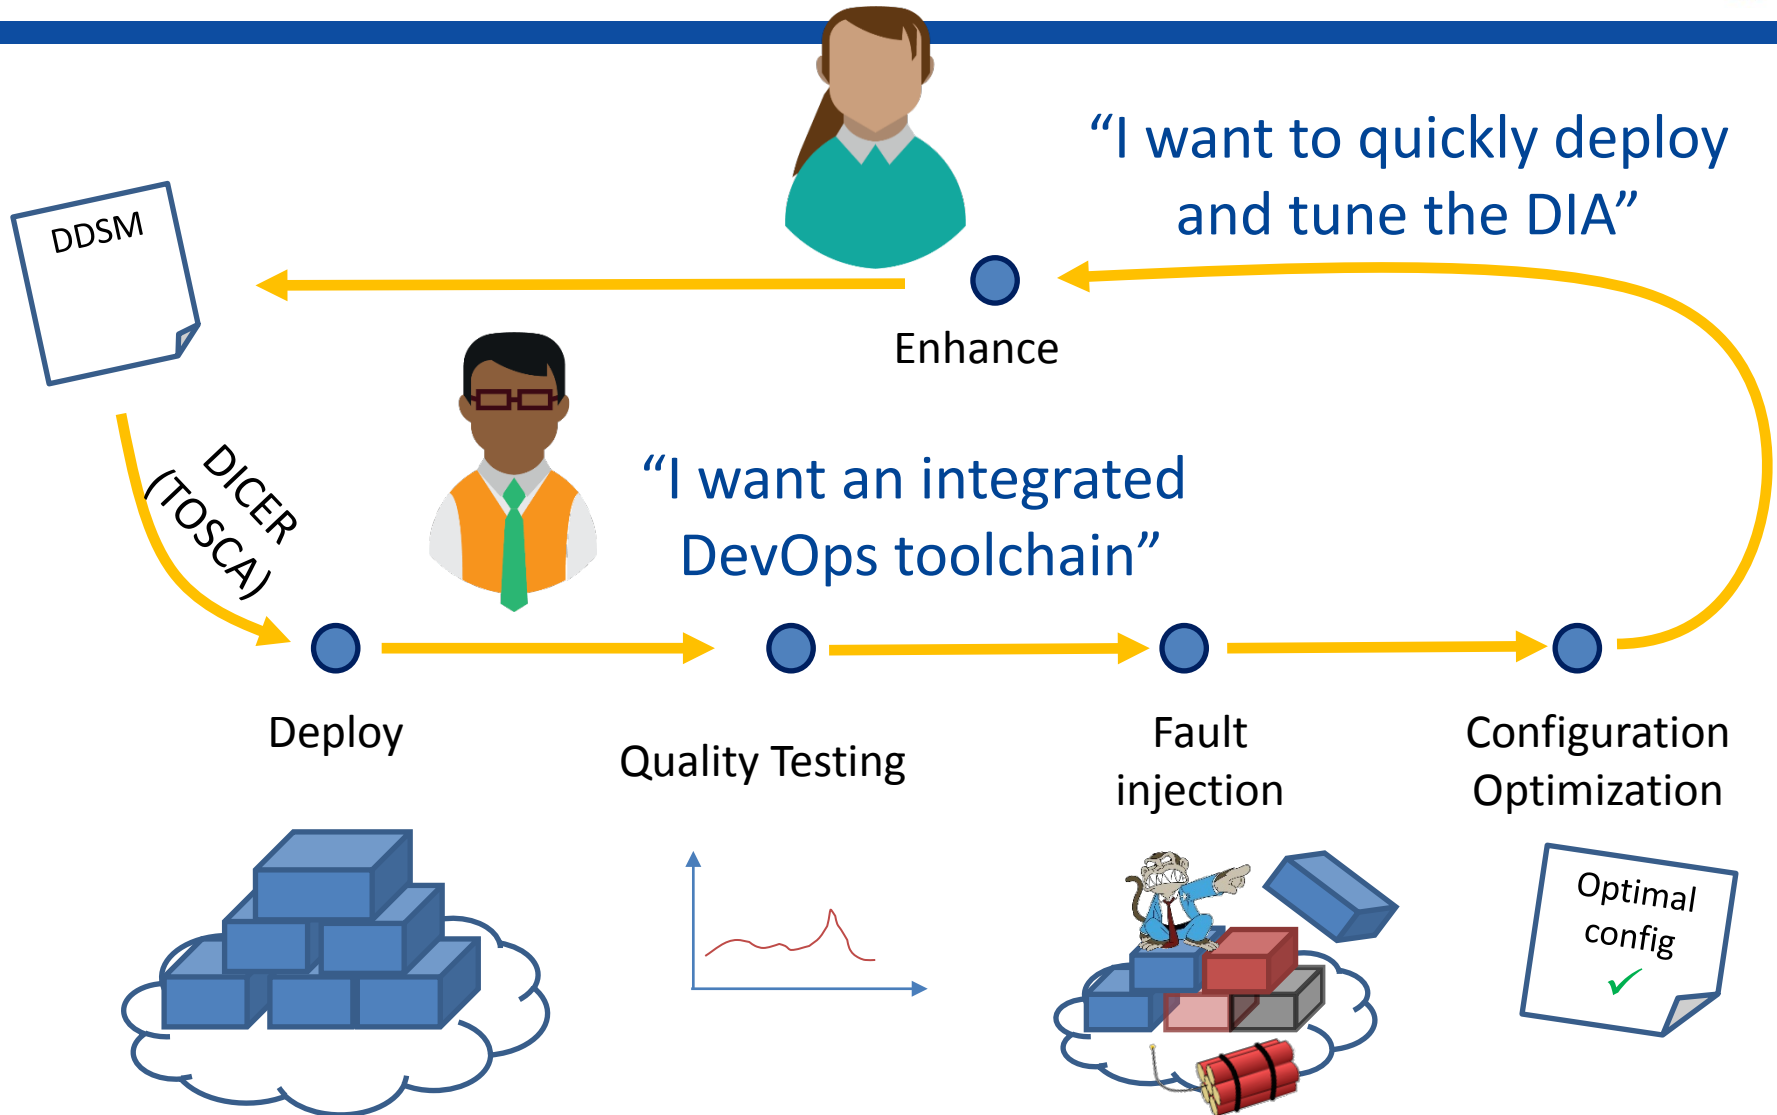 “I want to quickly deploy
and tune the DIA”
DDSM
Enhance
DICER
(TOSCA)
“I want an integrated
DevOps toolchain”
Deploy
Quality Testing
Fault
injection
Configuration
Optimization
Optimal
config